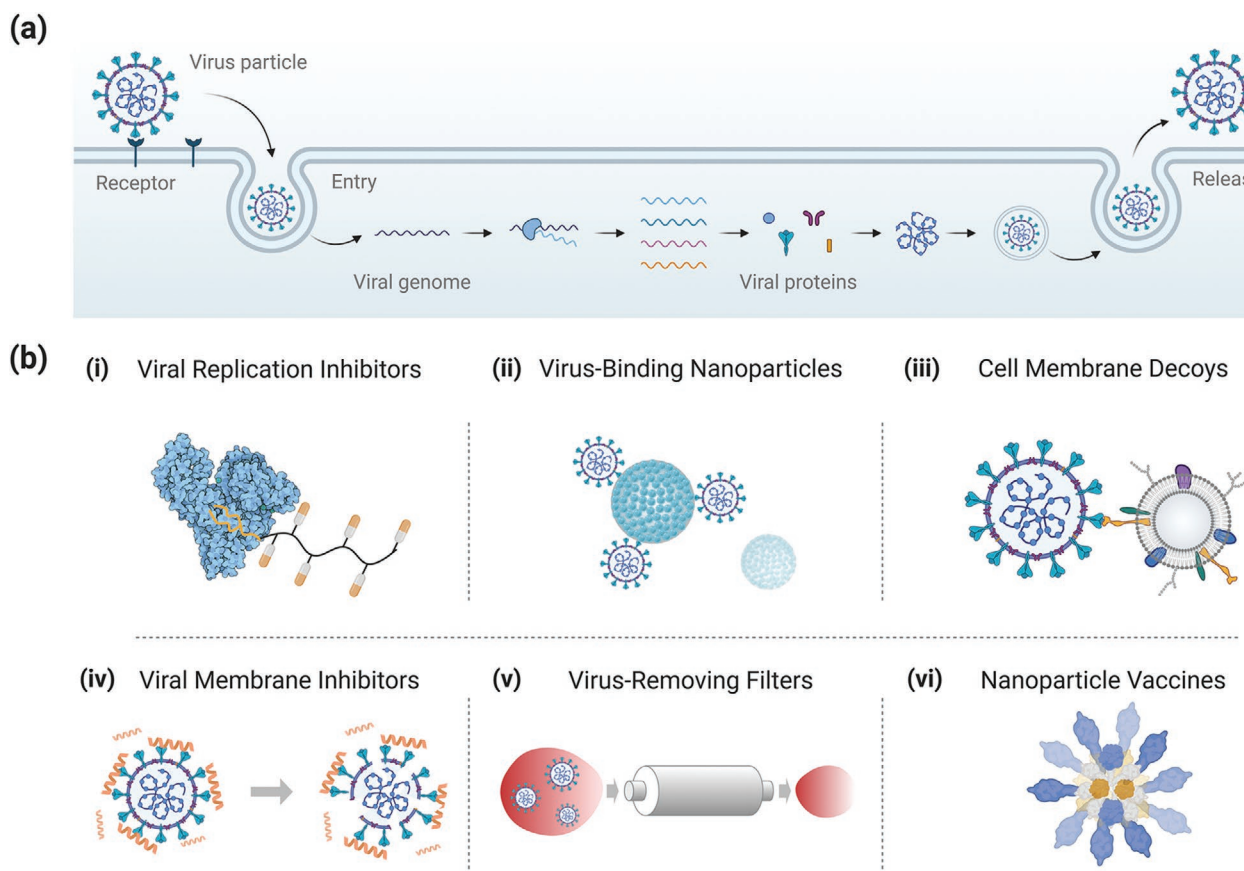 (a)
Virus particle
Receptor
Entry
Releas
Viral genome
Viral proteins
(b)
(i) Viral Replication Inhibitors
(ii) Virus-Binding Nanoparticles
(iii) Cell Membrane Decoys
(iv) Viral Membrane Inhibitors
(v) Virus-Removing Filters
(vi) Nanoparticle Vaccines